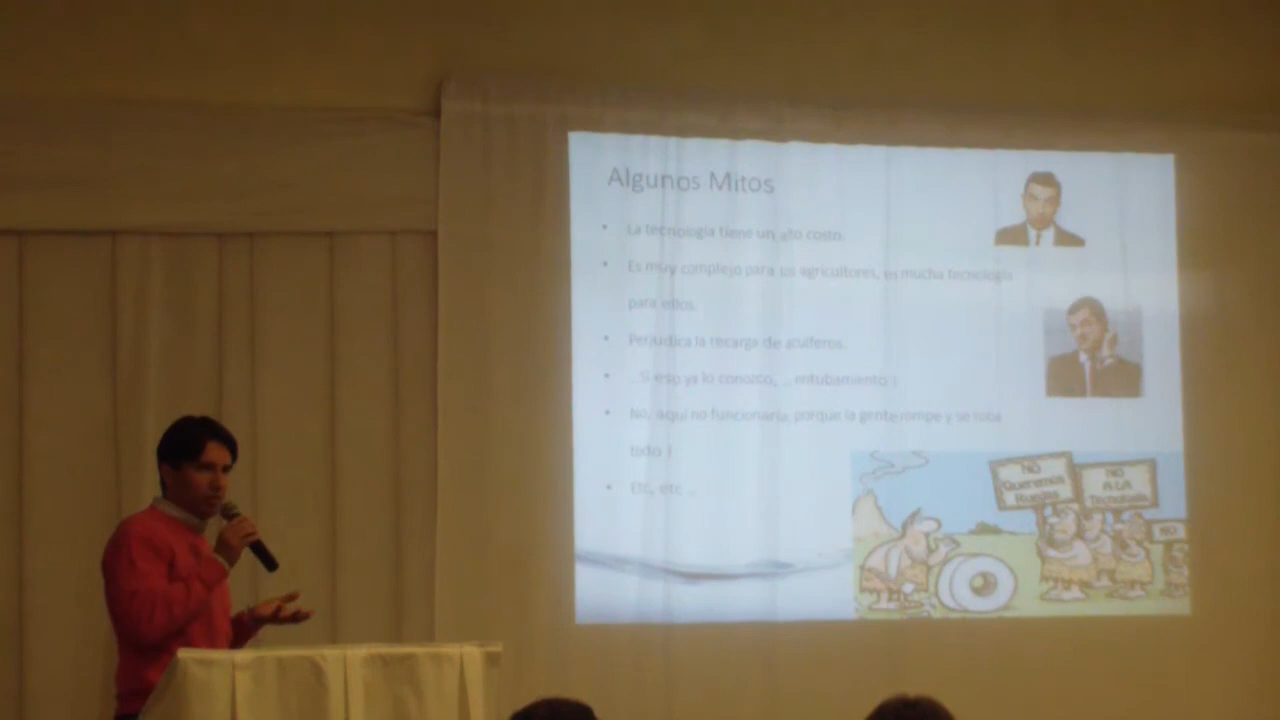 Algunos Mitos
• La tecnología tiene un alto costo.
• Es muy complejo para los agricultores, es mucha tecnología
para ellos.
• Perjudica la recarga de acuíferos.
• ...Si eso ya lo conozco, ... entubamiento !
• No, aquí no funcionaría, porque la gente rompe y se roba
todo !
• Etc, etc ...
NO
Queremos
Ruedas
NO
A LA
Tecnología
NO